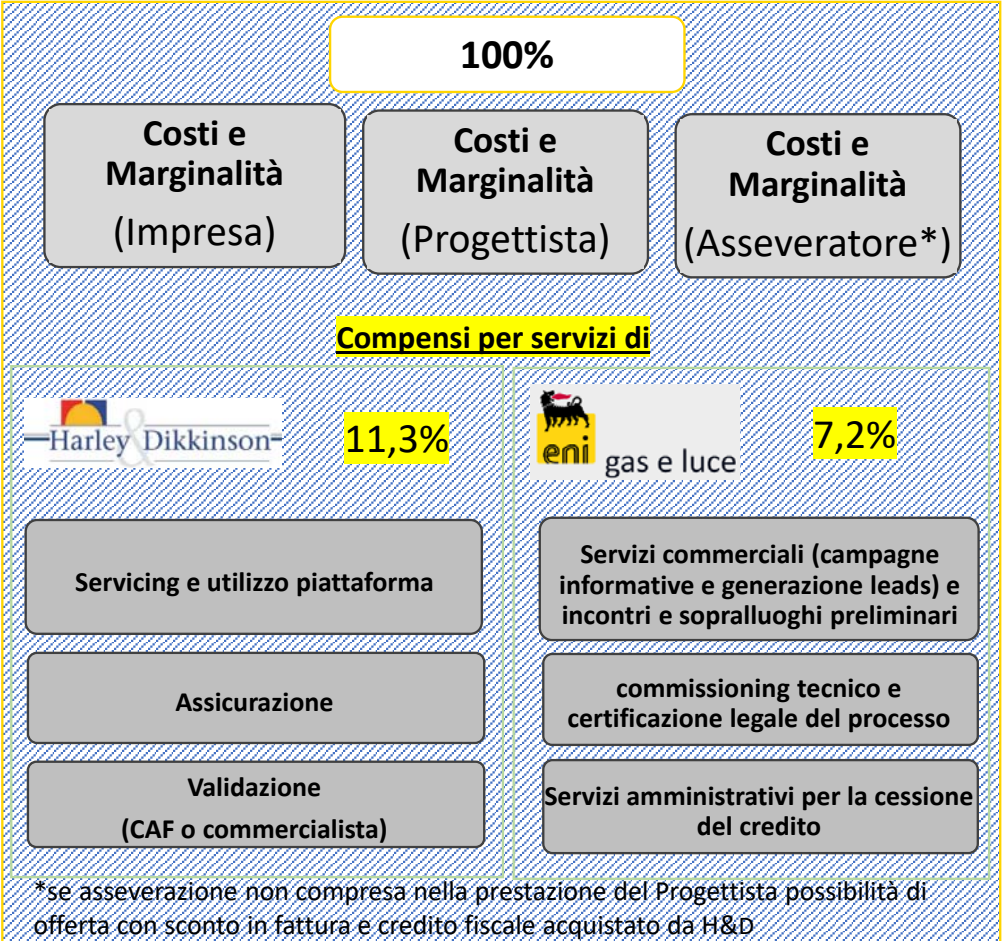 100%
Costi e
Marginalità
(Impresa)
Costi e
Marginalità
(Progettista)
Costi e
Marginalità
(Asseveratore*)
Compensi per servizi di
Harley & Dikkinson
11,3%
Servicing e utilizzo piattaforma
Assicurazione
Validazione
(CAF o commercialista)
eni gas e luce
7,2%
Servizi commerciali (campagne
informative e generazione leads) e
incontri e sopralluoghi preliminari
commissioning tecnico e
certificazione legale del processo
Servizi amministrativi per la cessione
del credito
*se asseverazione non compresa nella prestazione del Progettista possibilità di
offerta con sconto in fattura e credito fiscale acquistato da H&D